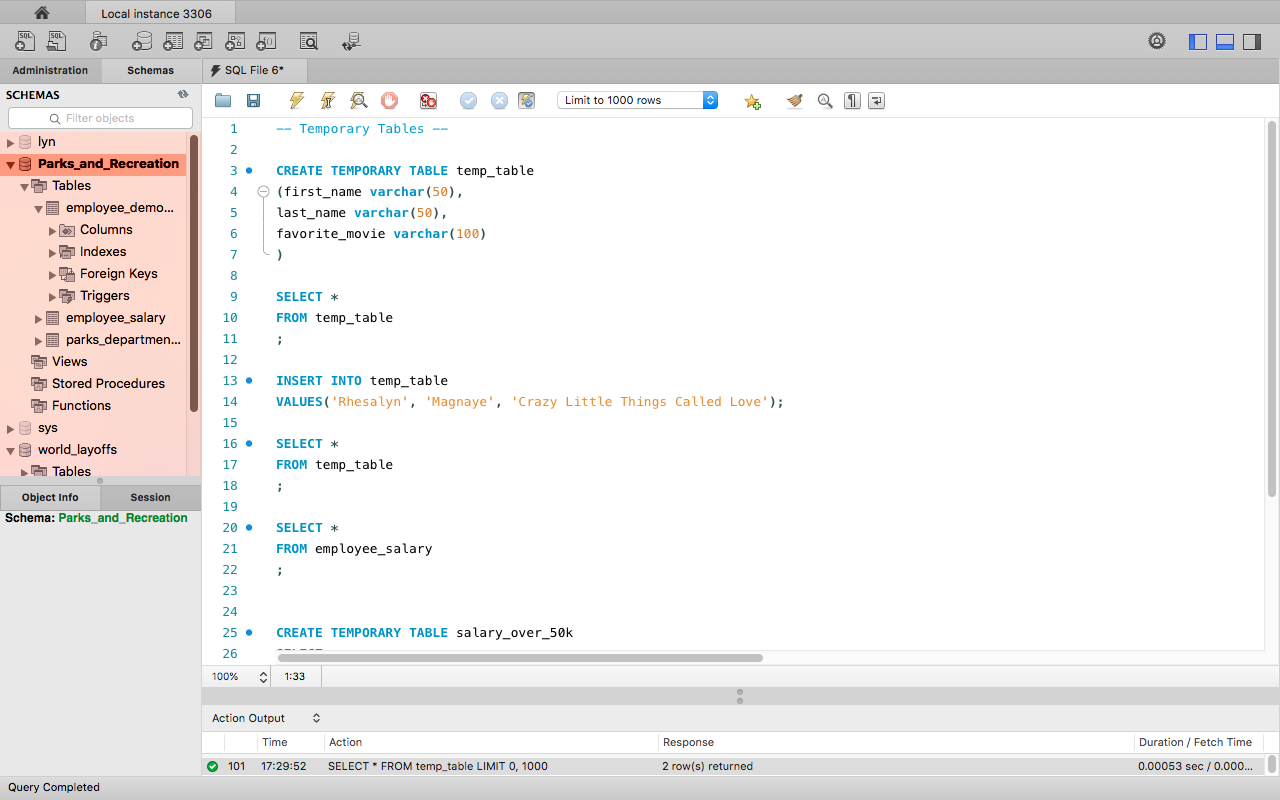 Local instance 3306
Administration
Schemas
SQL File 6*
SCHEMAS
Filter objects
Limit to 1000 rows
lyn
Parks_and_Recreation
Tables
employee_demo...
Columns
Indexes
Foreign Keys
Triggers
employee_salary
parks_departmen...
Views
Stored Procedures
Functions
sys
world_layoffs
Tables
Object Info
Session
Schema: Parks_and_Recreation
1 -- Temporary Tables --
2
3 CREATE TEMPORARY TABLE temp_table
4 (first_name varchar(50),
5 last_name varchar(50),
6 favorite_movie varchar(100)
7 )
8
9 SELECT *
10 FROM temp_table
11 ;
12
13 INSERT INTO temp_table
14 VALUES('Rhesalyn', 'Magnaye', 'Crazy Little Things Called Love');
15
16 SELECT *
17 FROM temp_table
18 ;
19
20 SELECT *
21 FROM employee_salary
22 ;
23
24
25 CREATE TEMPORARY TABLE salary_over_50k
26
100%
1:33
Action Output
Time Action Response Duration / Fetch Time
101 17:29:52 SELECT * FROM temp_table LIMIT 0, 1000 2 row(s) returned 0.00053 sec / 0.000...
Query Completed